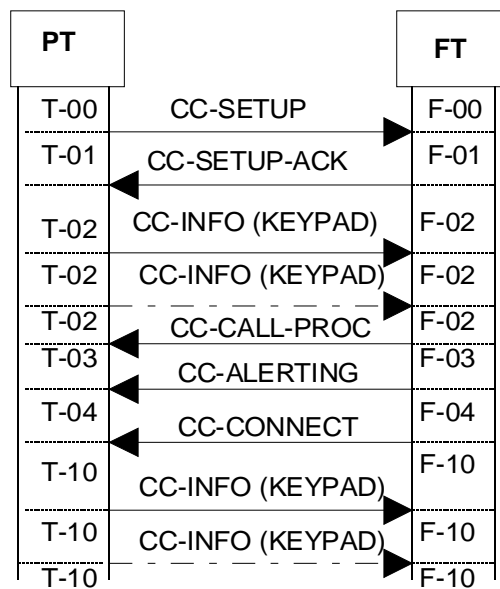 PT FT
T-00 CC-SETUP F-00
T-01 CC-SETUP-ACK F-01
T-02 CC-INFO (KEYPAD) F-02
T-02 CC-INFO (KEYPAD) F-02
T-02 CC-CALL-PROC F-02
T-03 CC-ALERTING F-03
T-04 CC-CONNECT F-04
T-10 CC-INFO (KEYPAD) F-10
T-10 CC-INFO (KEYPAD) F-10
T-10 F-10